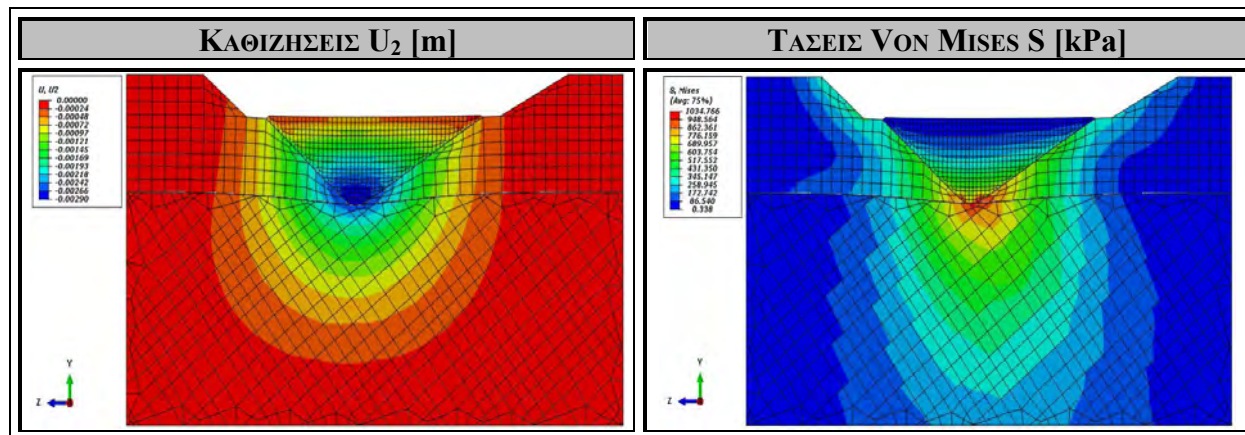 ΚΑΘΙΖΗΣΕΙΣ U2 [m]
ΤΑΣΕΙΣ VON MISES S [kPa]
U, U2
0.00000
-0.00024
-0.00048
-0.00072
-0.00097
-0.00121
-0.00145
-0.00169
-0.00193
-0.00218
-0.00242
-0.00266
-0.00290
Y
Z
S, Mises
(Avg: 75%)
1034.766
948.564
862.361
776.159
689.957
603.754
517.552
431.350
345.147
258.945
172.742
86.540
0.338
Y
Z